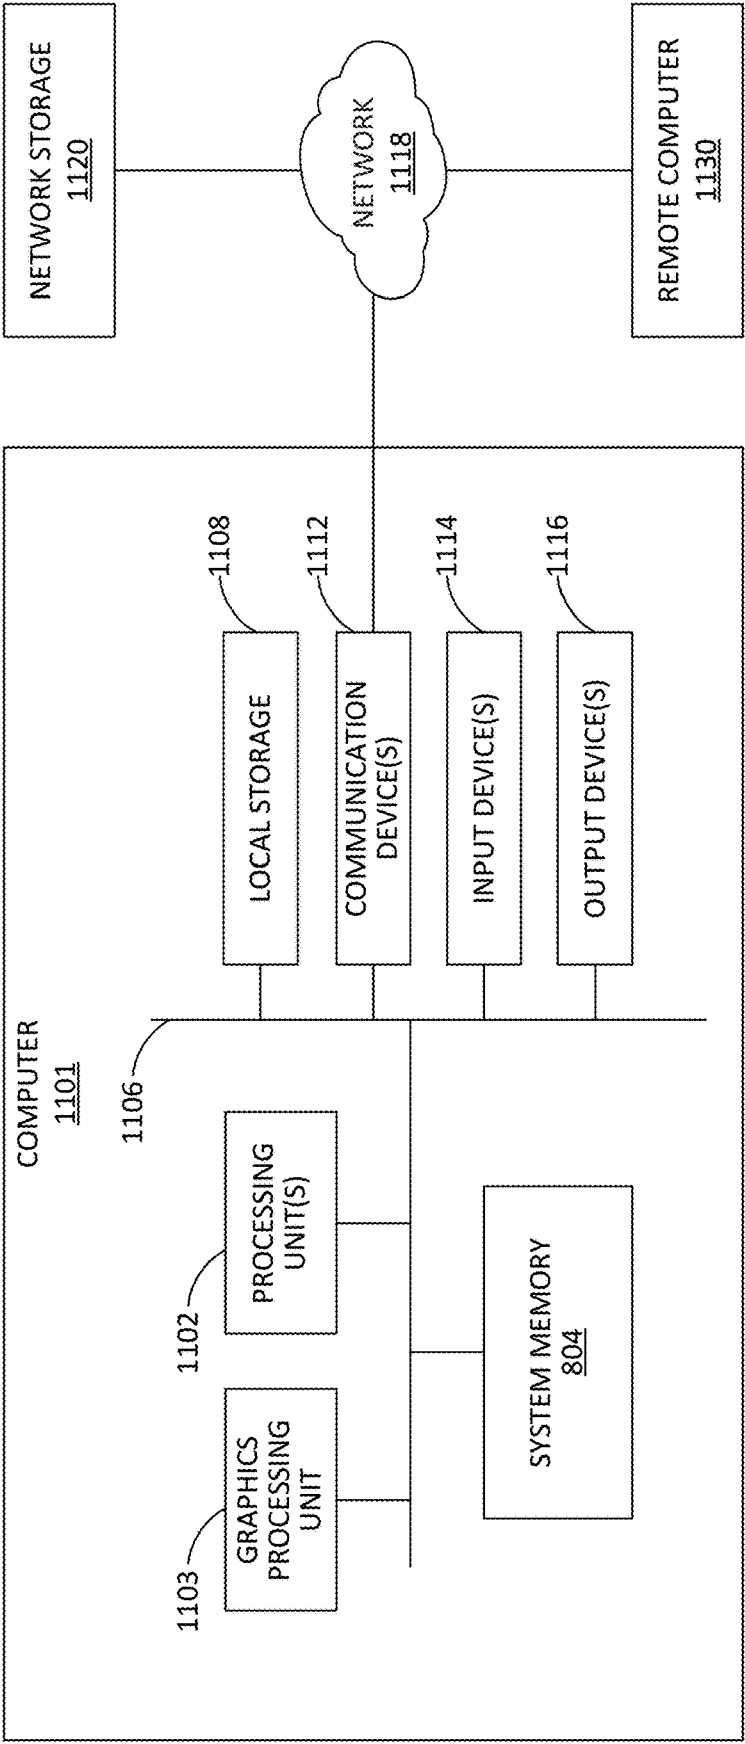 COMPUTER
1101
1103
GRAPHICS
PROCESSING
UNIT
1102
PROCESSING
UNIT(S)
SYSTEM MEMORY
804
1106
LOCAL STORAGE
1108
COMMUNICATION
DEVICE(S)
1112
INPUT DEVICE(S)
1114
OUTPUT DEVICE(S)
1116
NETWORK STORAGE
1120
NETWORK
1118
REMOTE COMPUTER
1130